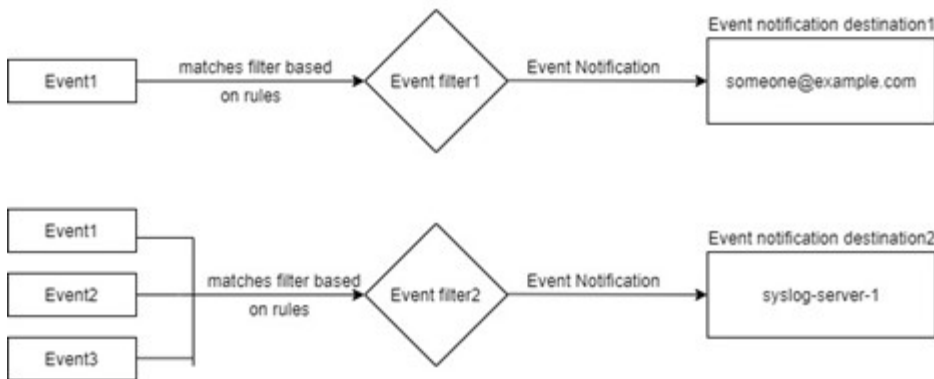 Event notification destination1
Event1
matches filter based
on rules
Event filter1
Event Notification
someone@example.com
Event1
Event2
Event3
matches filter based
on rules
Event filter2
Event Notification
Event notification destination2
syslog-server-1